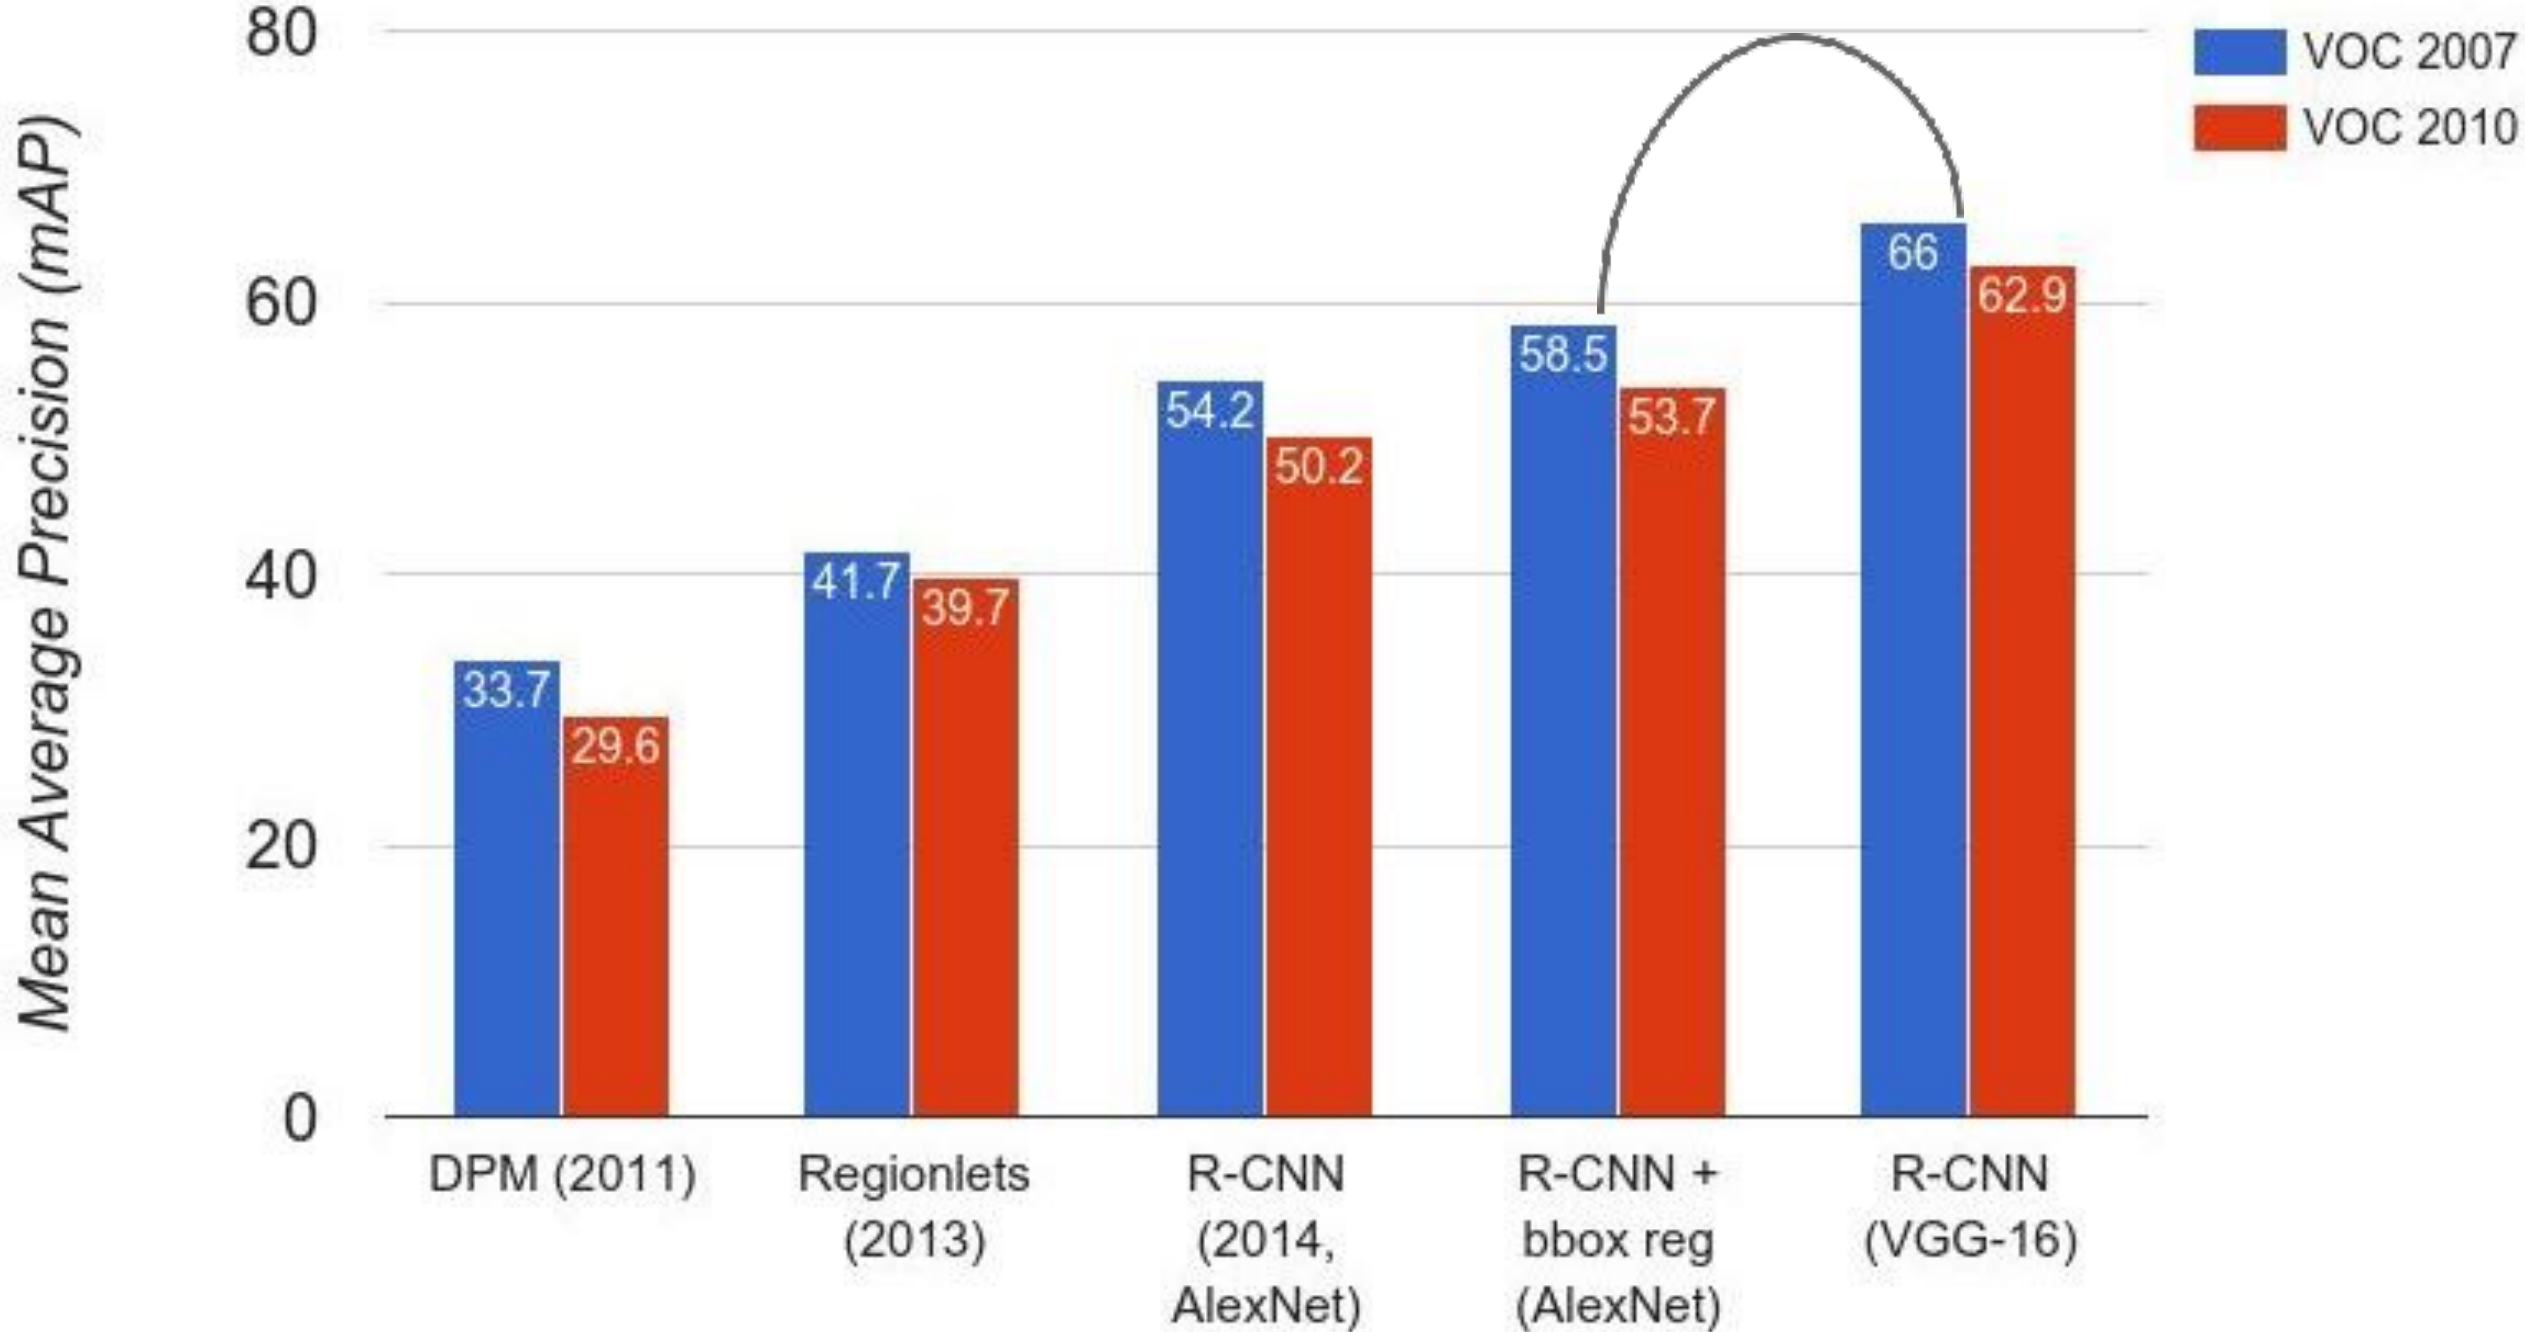 80
VOC 2007
VOC 2010
Mean Average Precision (mAP)
60
40
20
0
66
62.9
58.5
53.7
54.2
50.2
41.7
39.7
33.7
29.6
DPM (2011)
Regionlets
(2013)
R-CNN
(2014,
AlexNet)
R-CNN +
bbox reg
(AlexNet)
R-CNN
(VGG-16)